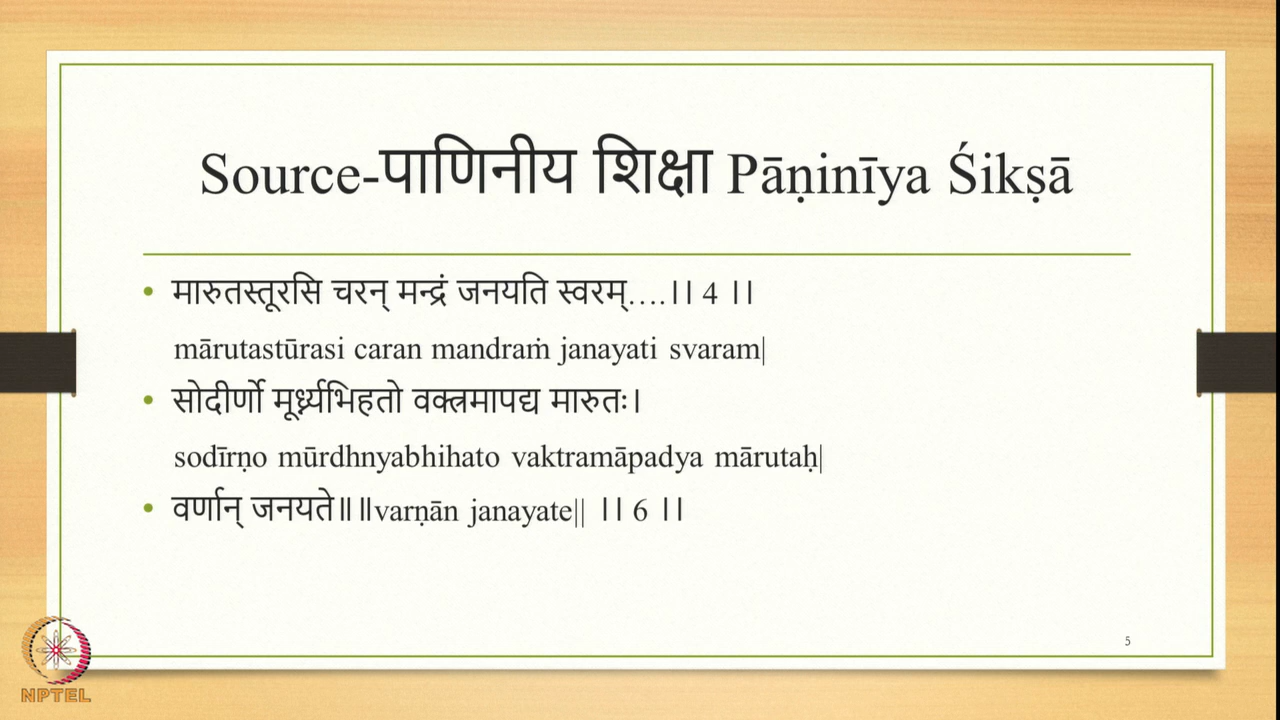 Source-पाणिनीय शिक्षा Pāṇinīya Śikṣā
• मारुतस्तूरसि चरन् मन्द्रं जनयति स्वरम्....।। 4 ।।
mārutastūrasi caran mandraṁ janayati svaram|
• सोदीर्णो मूर्ध्न्यभिहतो वक्त्रमापद्य मारुतः।
sodīrṇo mūrdhnyabhihato vaktramāpadya mārutaḥ|
• वर्णान् जनयते॥ ॥varṇān janayate|| ।। 6 ।।
5
NPTEL